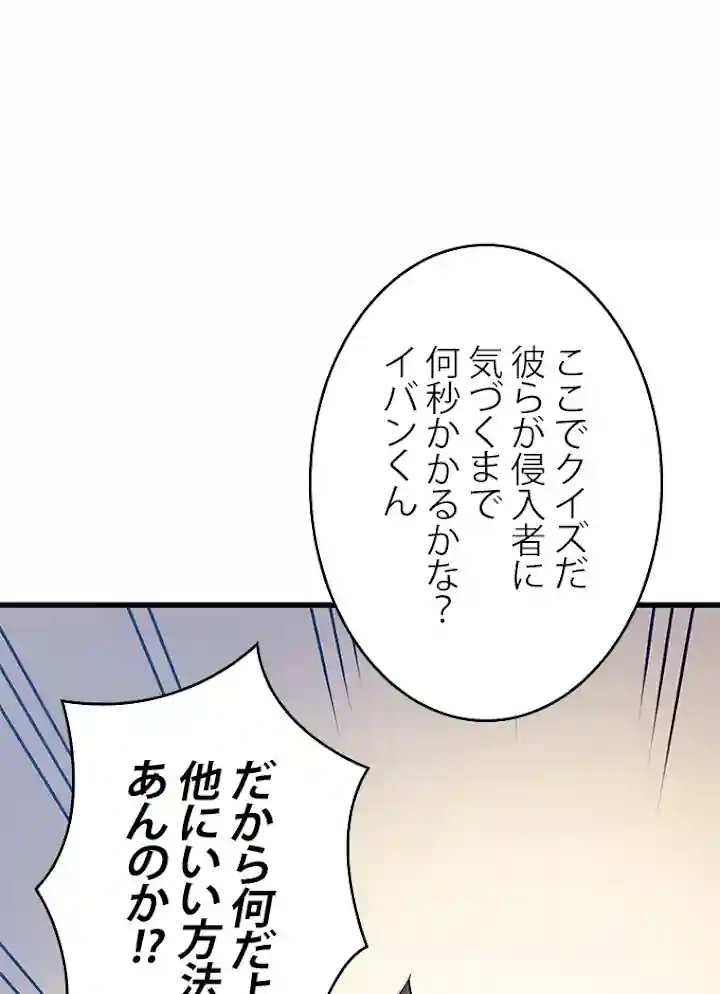 ここでクイズだ
彼らが侵入者に
気づくまで
何秒かかるかな？
イバンくん
だから何だよ
他にいい方法
あんのか!?